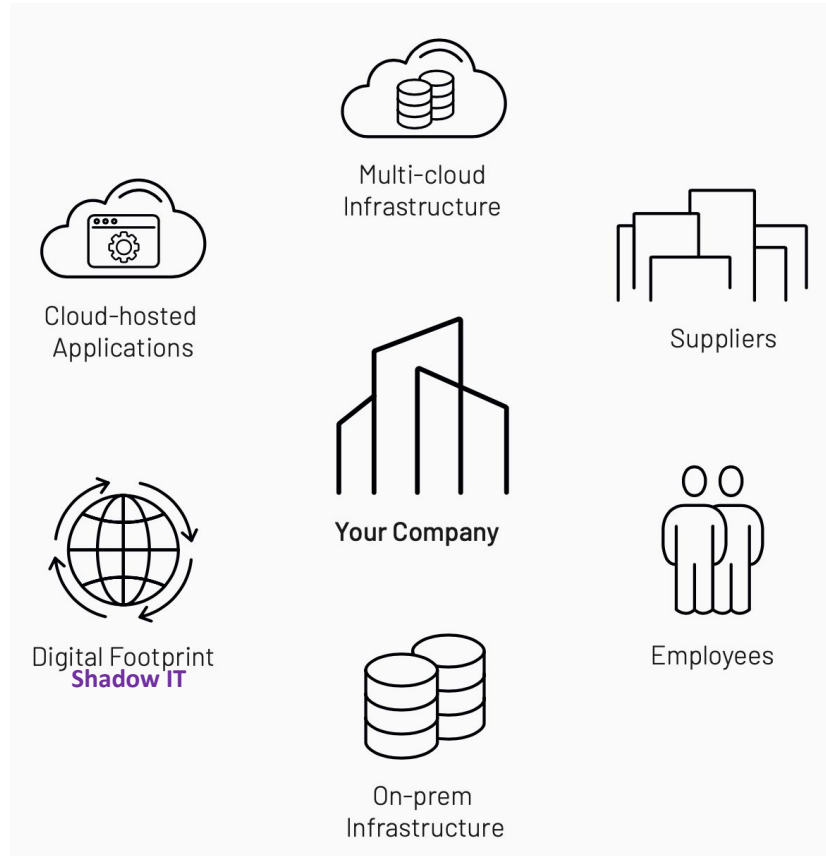 Multi-cloud
Infrastructure
Cloud-hosted
Applications
Suppliers
Your Company
Digital Footprint
Shadow IT
Employees
On-prem
Infrastructure